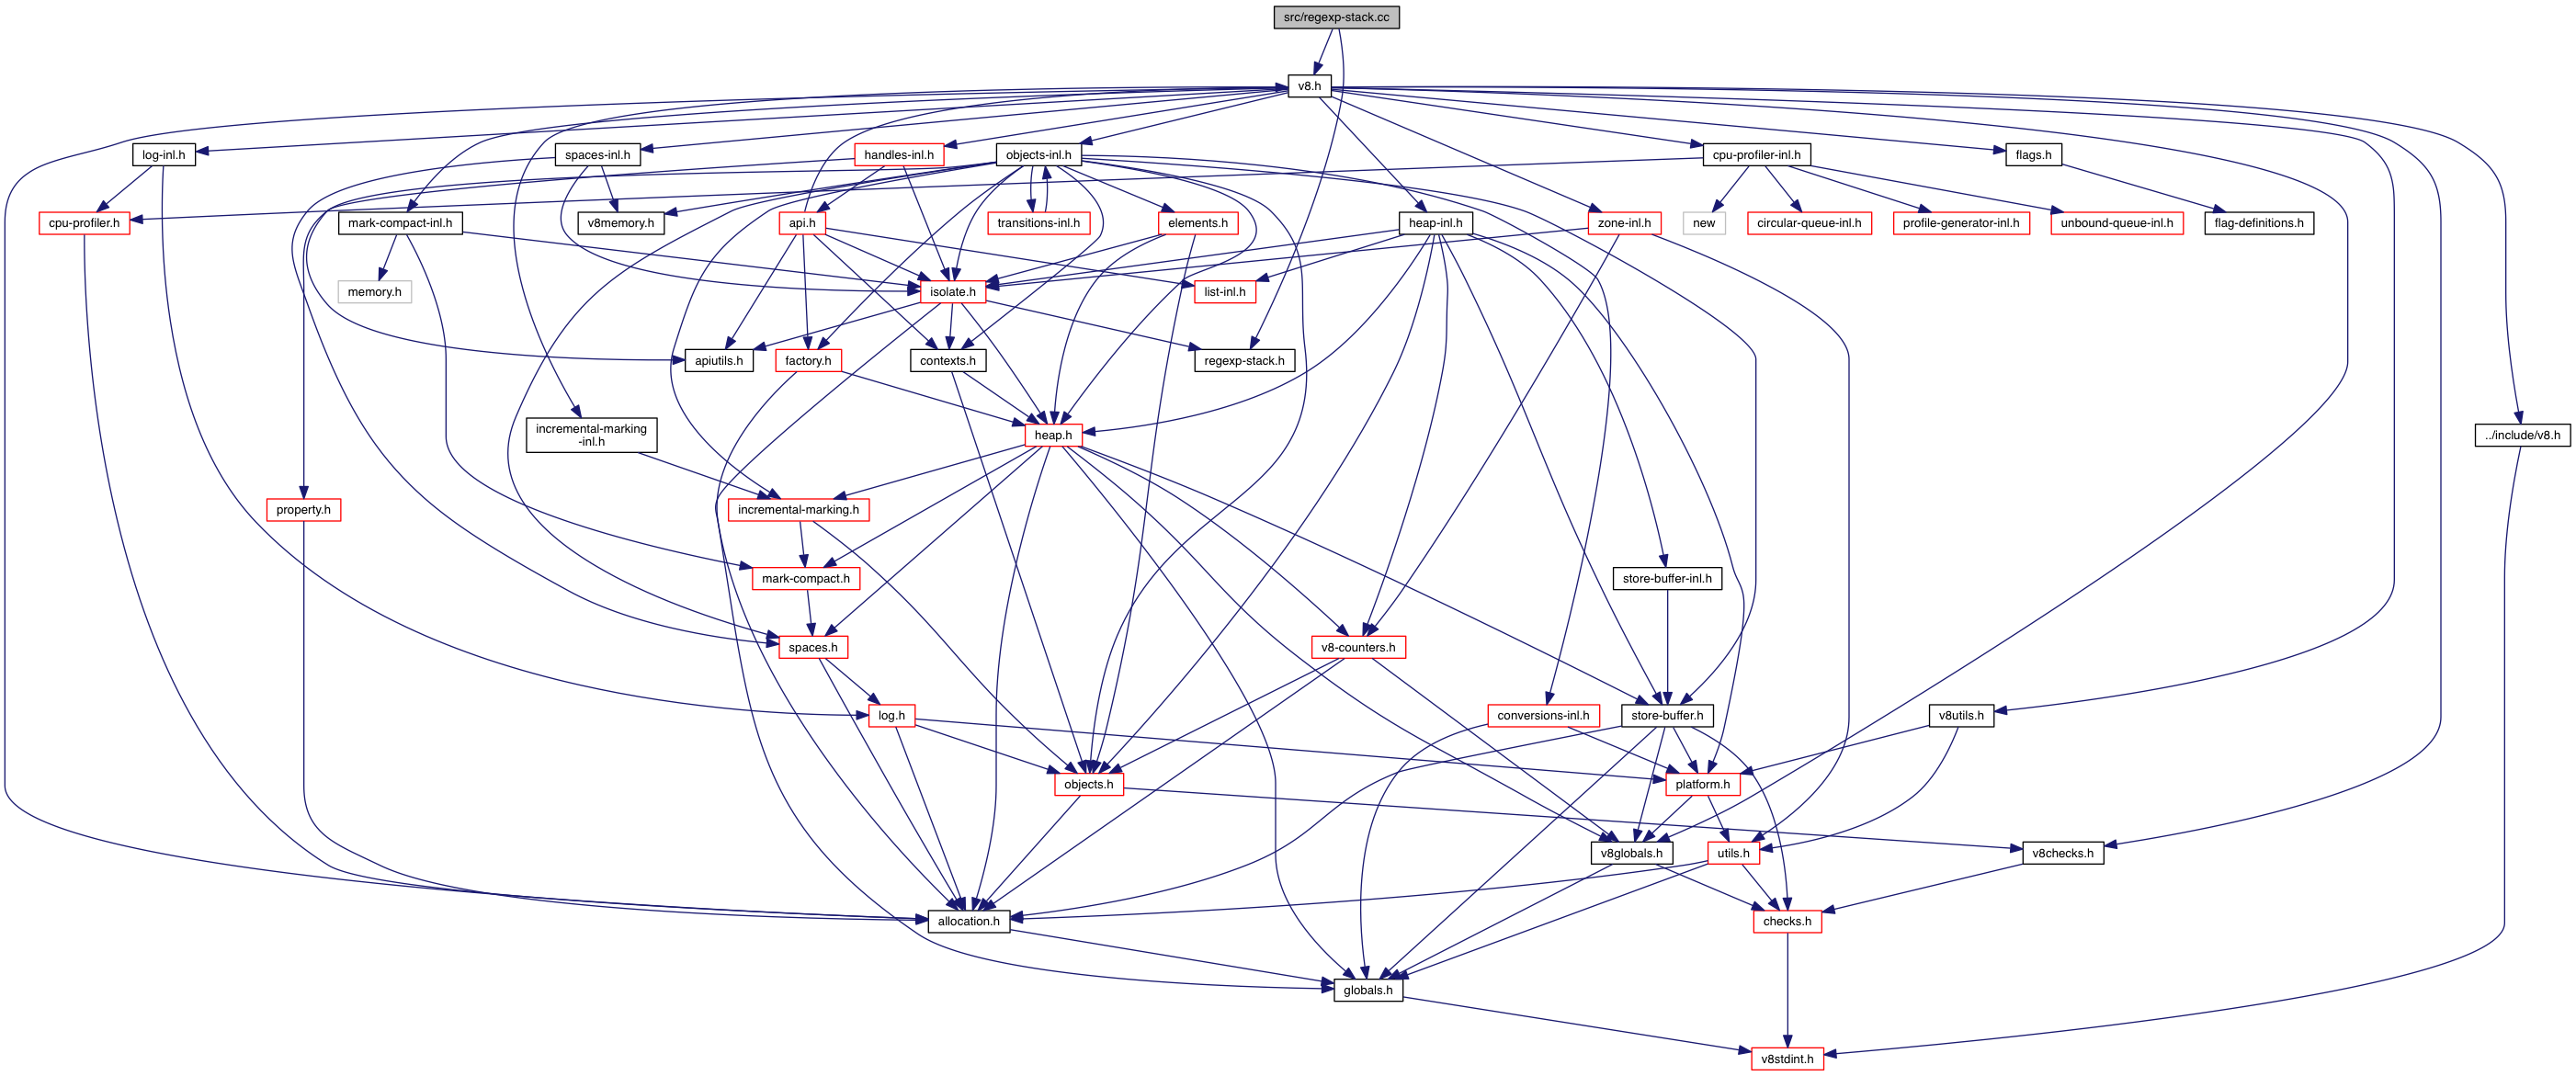 src/regexp-stack.cc
v8.h
log-inl.h
spaces-inl.h
handles-inl.h
objects-inl.h
cpu-profiler-inl.h
flags.h
cpu-profiler.h
mark-compact-inl.h
v8memory.h
api.h
transitions-inl.h
elements.h
heap-inl.h
zone-inl.h
new
circular-queue-inl.h
profile-generator-inl.h
unbound-queue-inl.h
flag-definitions.h
memory.h
isolate.h
list-inl.h
apiutils.h
factory.h
contexts.h
regexp-stack.h
incremental-marking
-inl.h
heap.h
../include/v8.h
property.h
incremental-marking.h
mark-compact.h
store-buffer-inl.h
spaces.h
v8-counters.h
log.h
conversions-inl.h
store-buffer.h
v8utils.h
objects.h
platform.h
v8globals.h
utils.h
v8checks.h
allocation.h
checks.h
globals.h
v8stdint.h